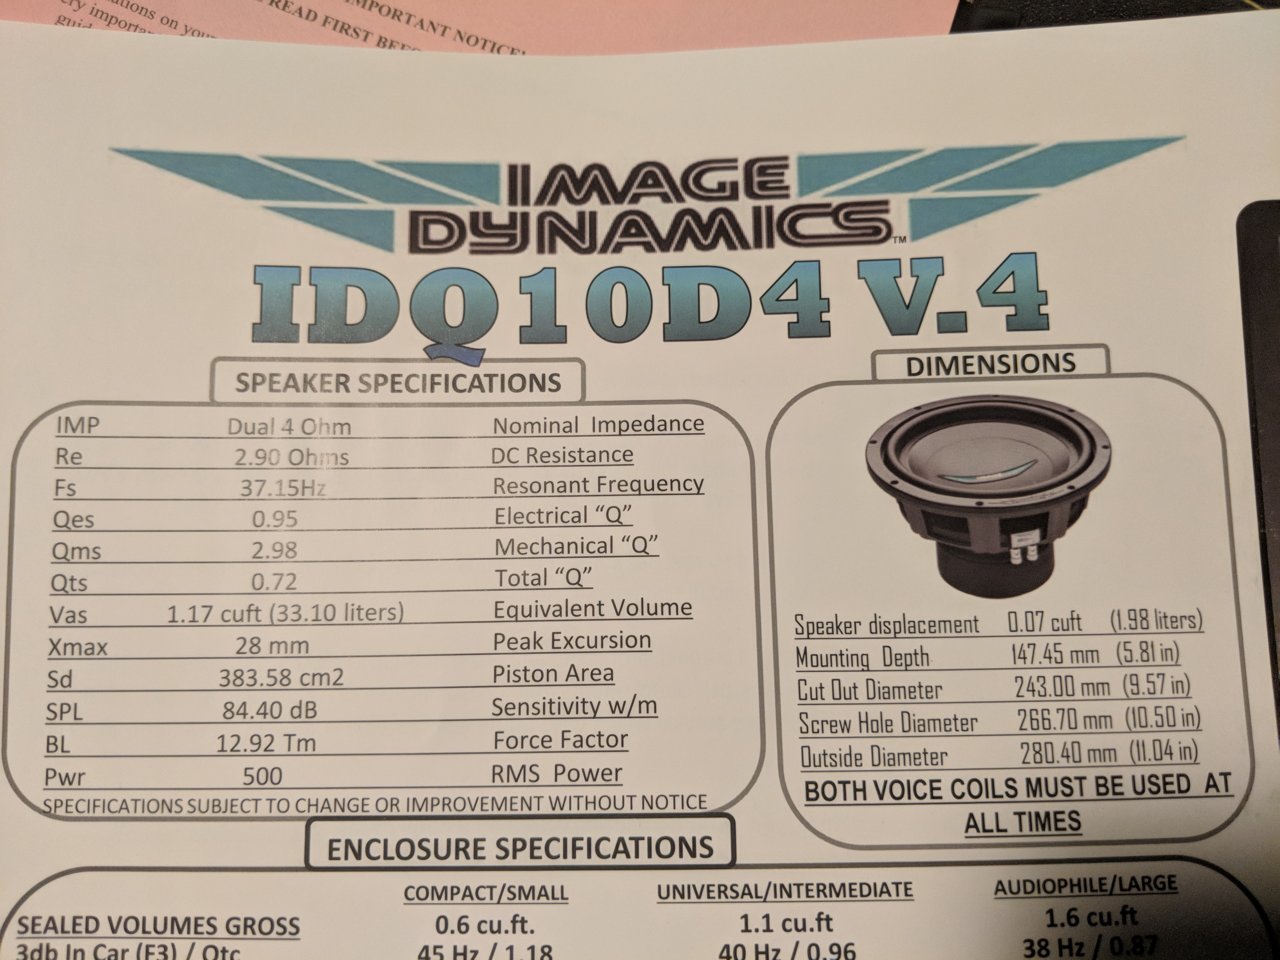 IMPORTANT NOTICE!
READ FIRST
ry importa
IMAGE
DYNAMICS™
IDQ10D4 V.4
SPEAKER SPECIFICATIONS
IMP Dual 4 Ohm Nominal Impedance
Re 2.90 Ohms DC Resistance
Fs 37.15Hz Resonant Frequency
Qes 0.95 Electrical “Q”
Qms 2.98 Mechanical “Q”
Qts 0.72 Total “Q”
Vas 1.17 cuft (33.10 liters) Equivalent Volume
Xmax 28 mm Peak Excursion
Sd 383.58 cm2 Piston Area
SPL 84.40 dB Sensitivity w/m
BL 12.92 Tm Force Factor
Pwr 500 RMS Power
SPECIFICATIONS SUBJECT TO CHANGE OR IMPROVEMENT WITHOUT NOTICE
DIMENSIONS
Speaker displacement 0.07 cuft (1.98 liters)
Mounting Depth 147.45 mm (5.81 in)
Cut Out Diameter 243.00 mm (9.57 in)
Screw Hole Diameter 266.70 mm (10.50 in)
Outside Diameter 280.40 mm (11.04 in)
BOTH VOICE COILS MUST BE USED AT
ALL TIMES
ENCLOSURE SPECIFICATIONS
COMPACT/SMALL UNIVERSAL/INTERMEDIATE AUDIOPHILE/LARGE
SEALED VOLUMES GROSS 0.6 cu.ft. 1.1 cu.ft 1.6 cu.ft
3db In Car (F3) / Qtc 45 Hz / 1.18 40 Hz / 0.96 38 Hz / 0.87